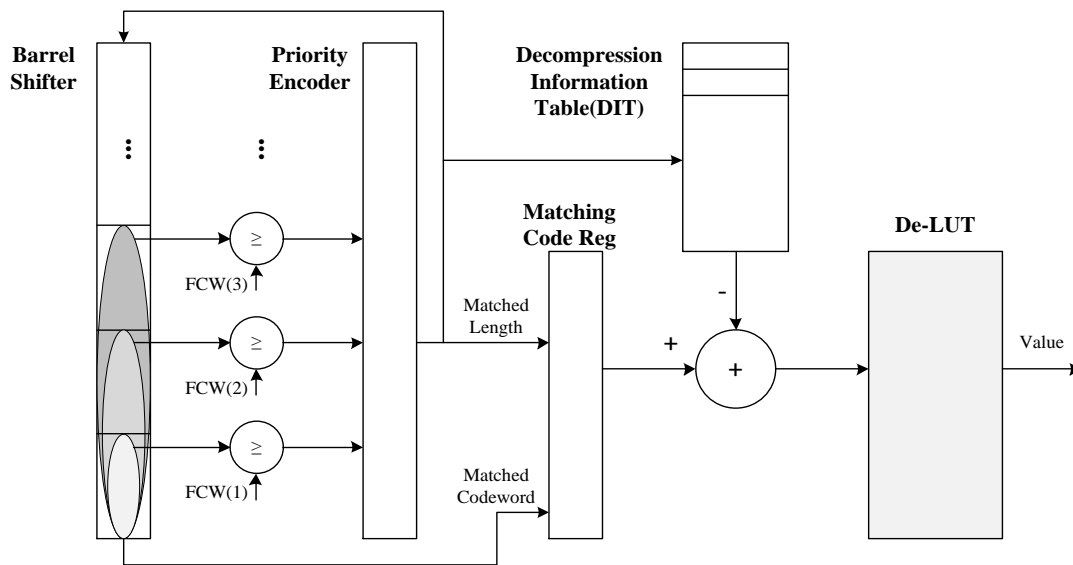 Barrel
Shifter
Priority
Encoder
Decompression
Information
Table(DIT)
...
...
Matching
Code Reg
De-LUT
≥
FCW(3)
-
Matched
Length
≥
+
+
Value
FCW(2)
≥
FCW(1)
Matched
Codeword